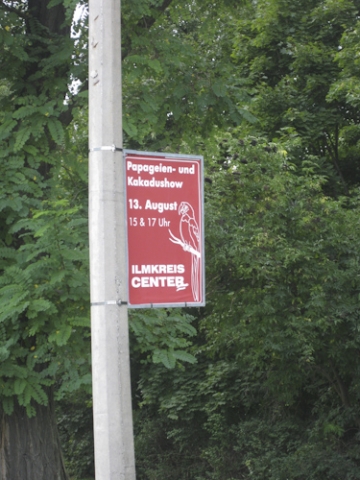 Papageien- und
Kakadushow
13. August
15 & 17 Uhr
ILMKREIS
CENTER